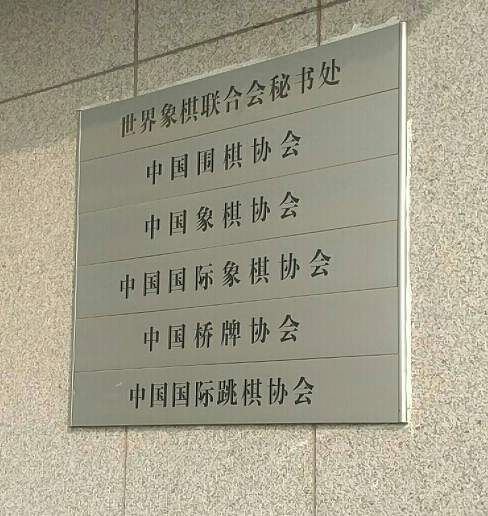 世界象棋联合会秘书处
中国围棋协会
中国象棋协会
中国国际象棋协会
中国桥牌协会
中国国际跳棋协会